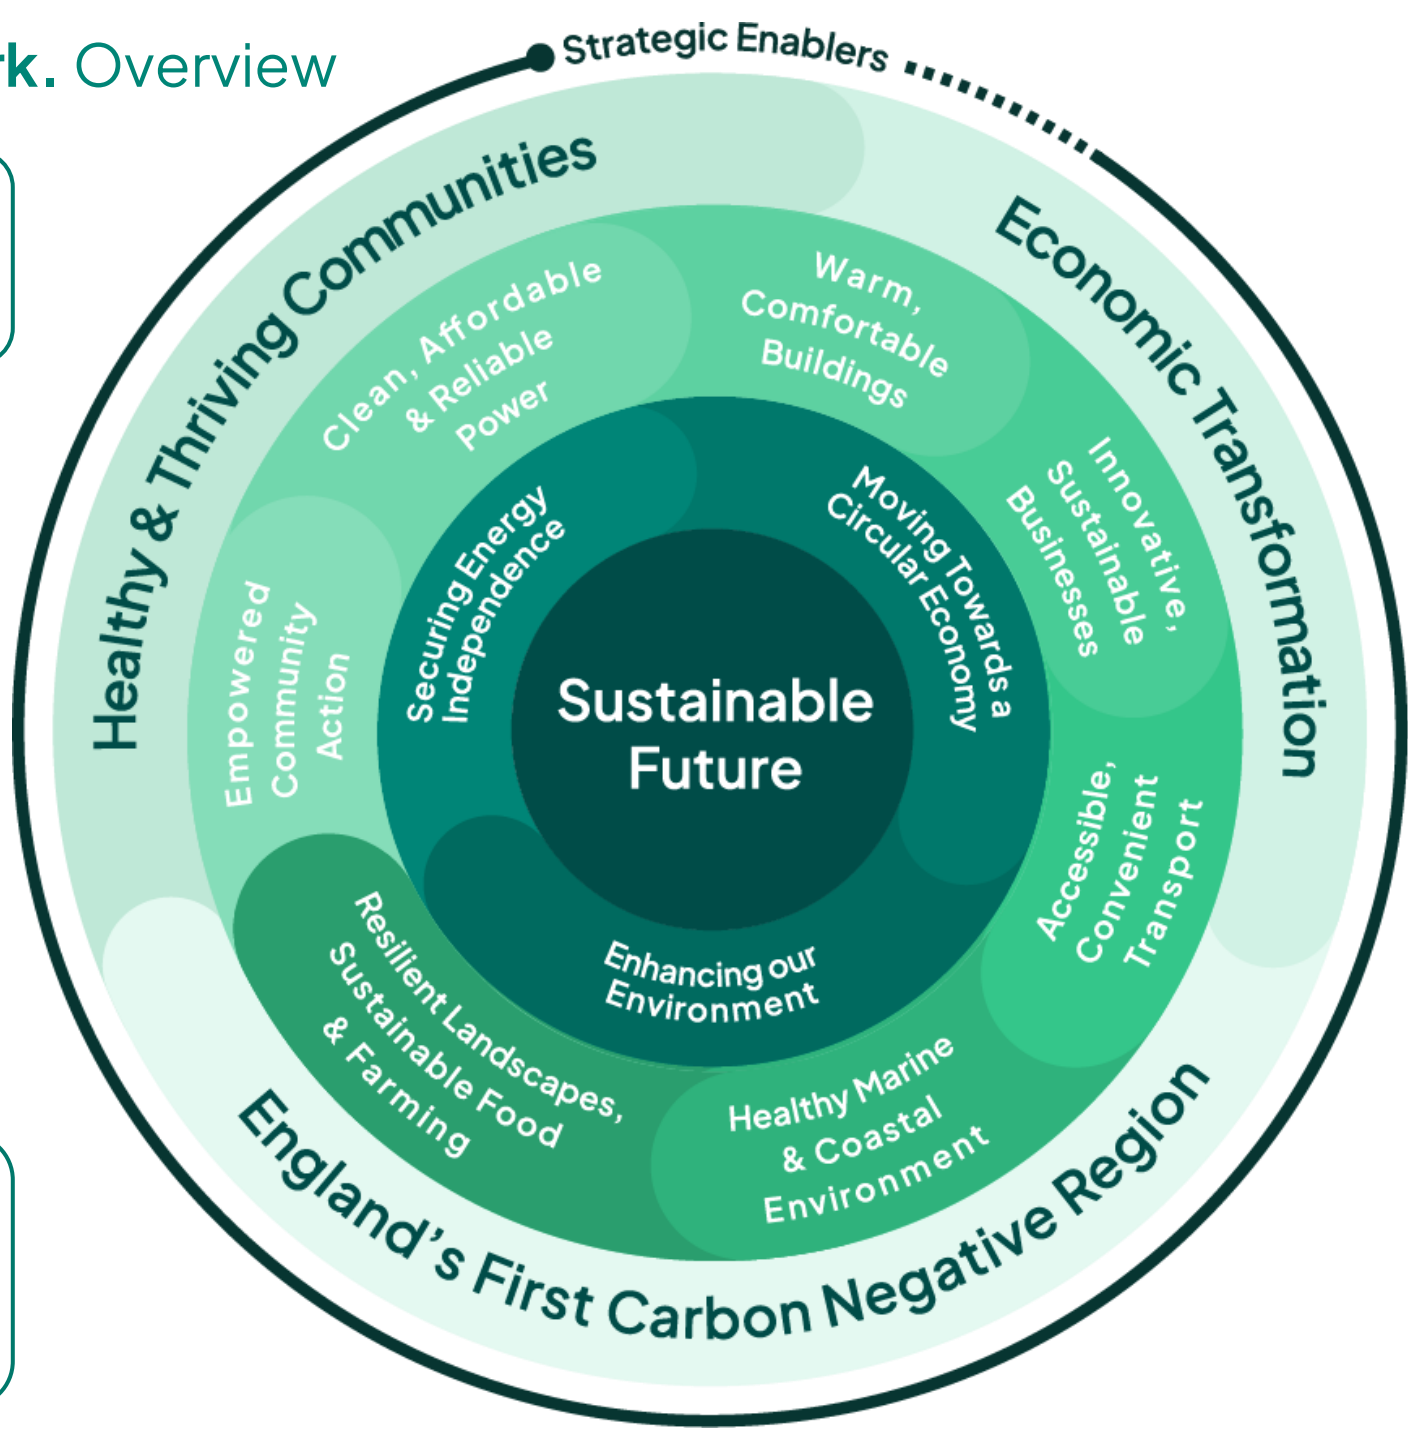 rk. Overview
Strategic Enablers
Healthy & Thriving Communities
Economic Transformation
England's First Carbon Negative Region
Clean, Affordable
& Reliable
Power
Warm,
Comfortable
Buildings
Innovative,
Sustainable
Businesses
Accessible,
Convenient
Transport
Healthy Marine
& Coastal
Environment
Resilient Landscapes,
Sustainable Food
& Farming
Empowered
Community
Action
Securing Energy
Independence
Moving Towards a
Circular Economy
Enhancing our
Environment
Sustainable
Future